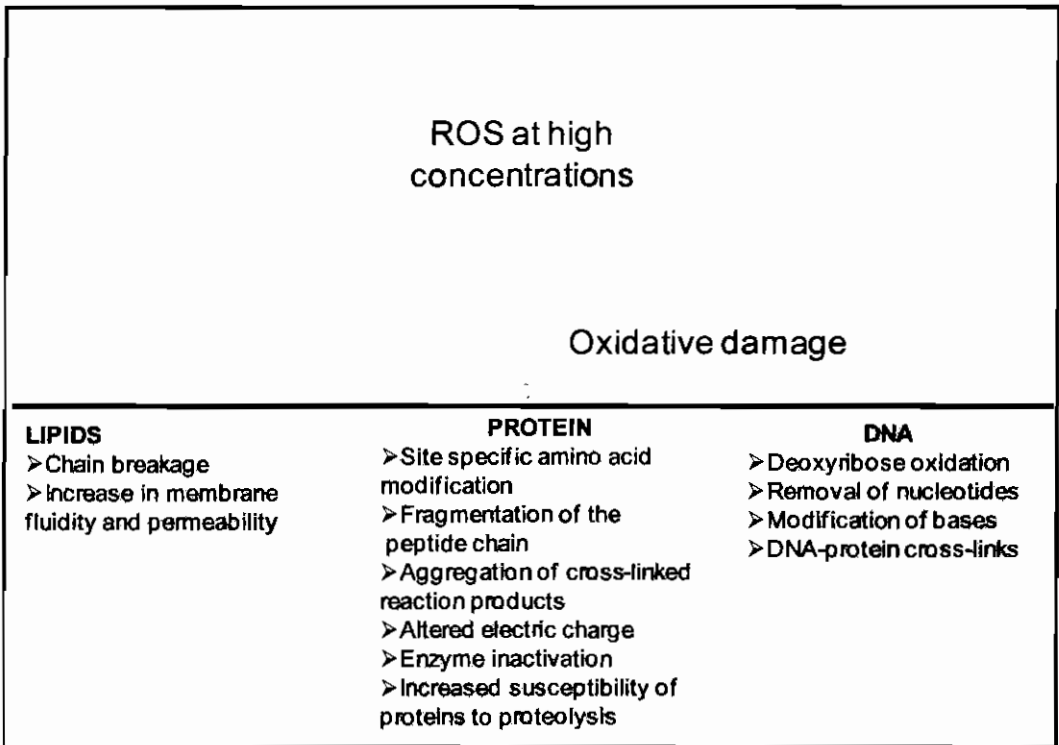 ROS at high
concentrations
Oxidative damage
LIPIDS
➢Chain breakage
➢Increase in membrane
fluidity and permeability
PROTEIN
➢Site specific amino acid
modification
➢Fragmentation of the
peptide chain
➢Aggregation of cross-linked
reaction products
➢Altered electric charge
➢Enzyme inactivation
➢Increased susceptibility of
proteins to proteolysis
DNA
➢Deoxyribose oxidation
➢Removal of nucleotides
➢Modification of bases
➢DNA-protein cross-links